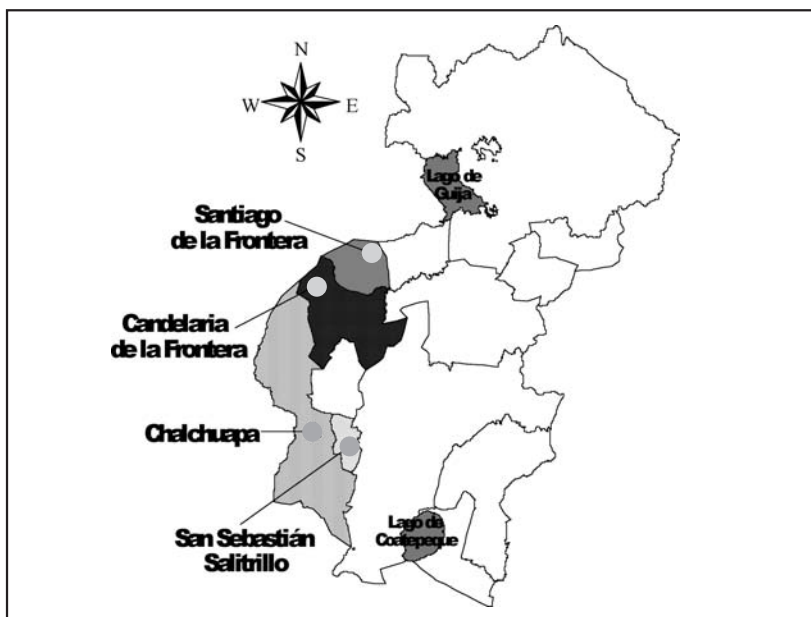 N
W
E
S
Lago de
Guija
Santiago
de la Frontera
Candelaria
de la Frontera
Chalchuapa
San Sebastián
Salitrillo
Lago de
Coatepeque